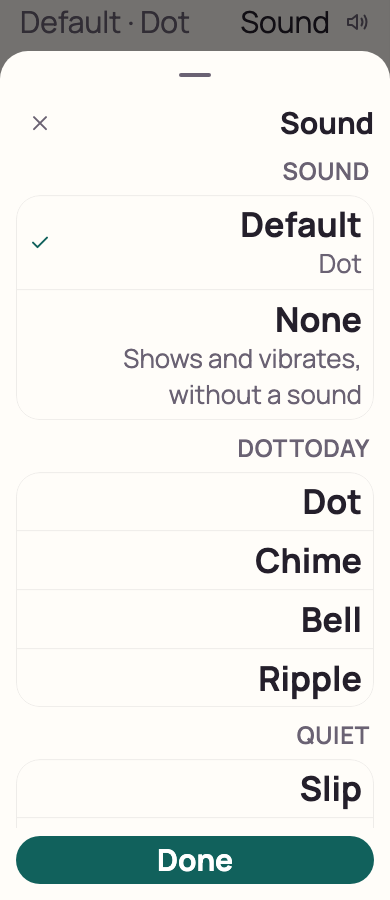 Default · Dot
Sound
Sound
SOUND
Default
Dot
None
Shows and vibrates,
without a sound
DOTTODAY
Dot
Chime
Bell
Ripple
QUIET
Slip
Done